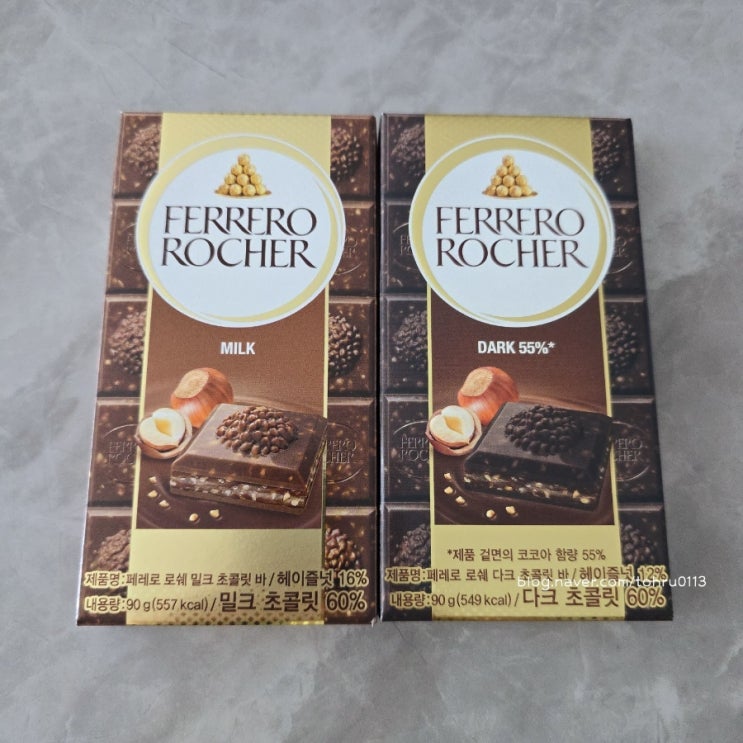 FERRERO
ROCHER
MILK
제품명: 페레로 로쉐 밀크 초콜릿 바 / 헤이즐넛 16%
내용량: 90 g (557 kcal) / 밀크 초콜릿 60%
FERRERO
ROCHER
DARK 55%*
*제품 겉면의 코코아 함량 55%
제품명: 페레로 로쉐 다크 초콜릿 바 / 헤이즐넛 12%
내용량: 90 g (549 kcal) / 다크 초콜릿 60%
blog.naver.com/tohru0113